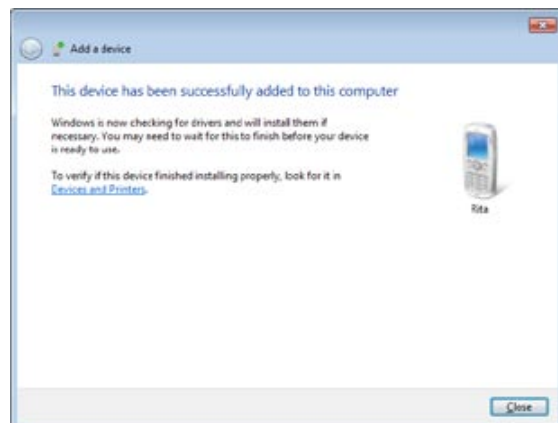 Add a device
This device has been successfully added to this computer
Windows is now checking for drivers and will install them if
necessary. You may need to wait for this to finish before your device
is ready to use.
To verify if this device finished installing properly, look for it in
Devices and Printers.
Rita
Close